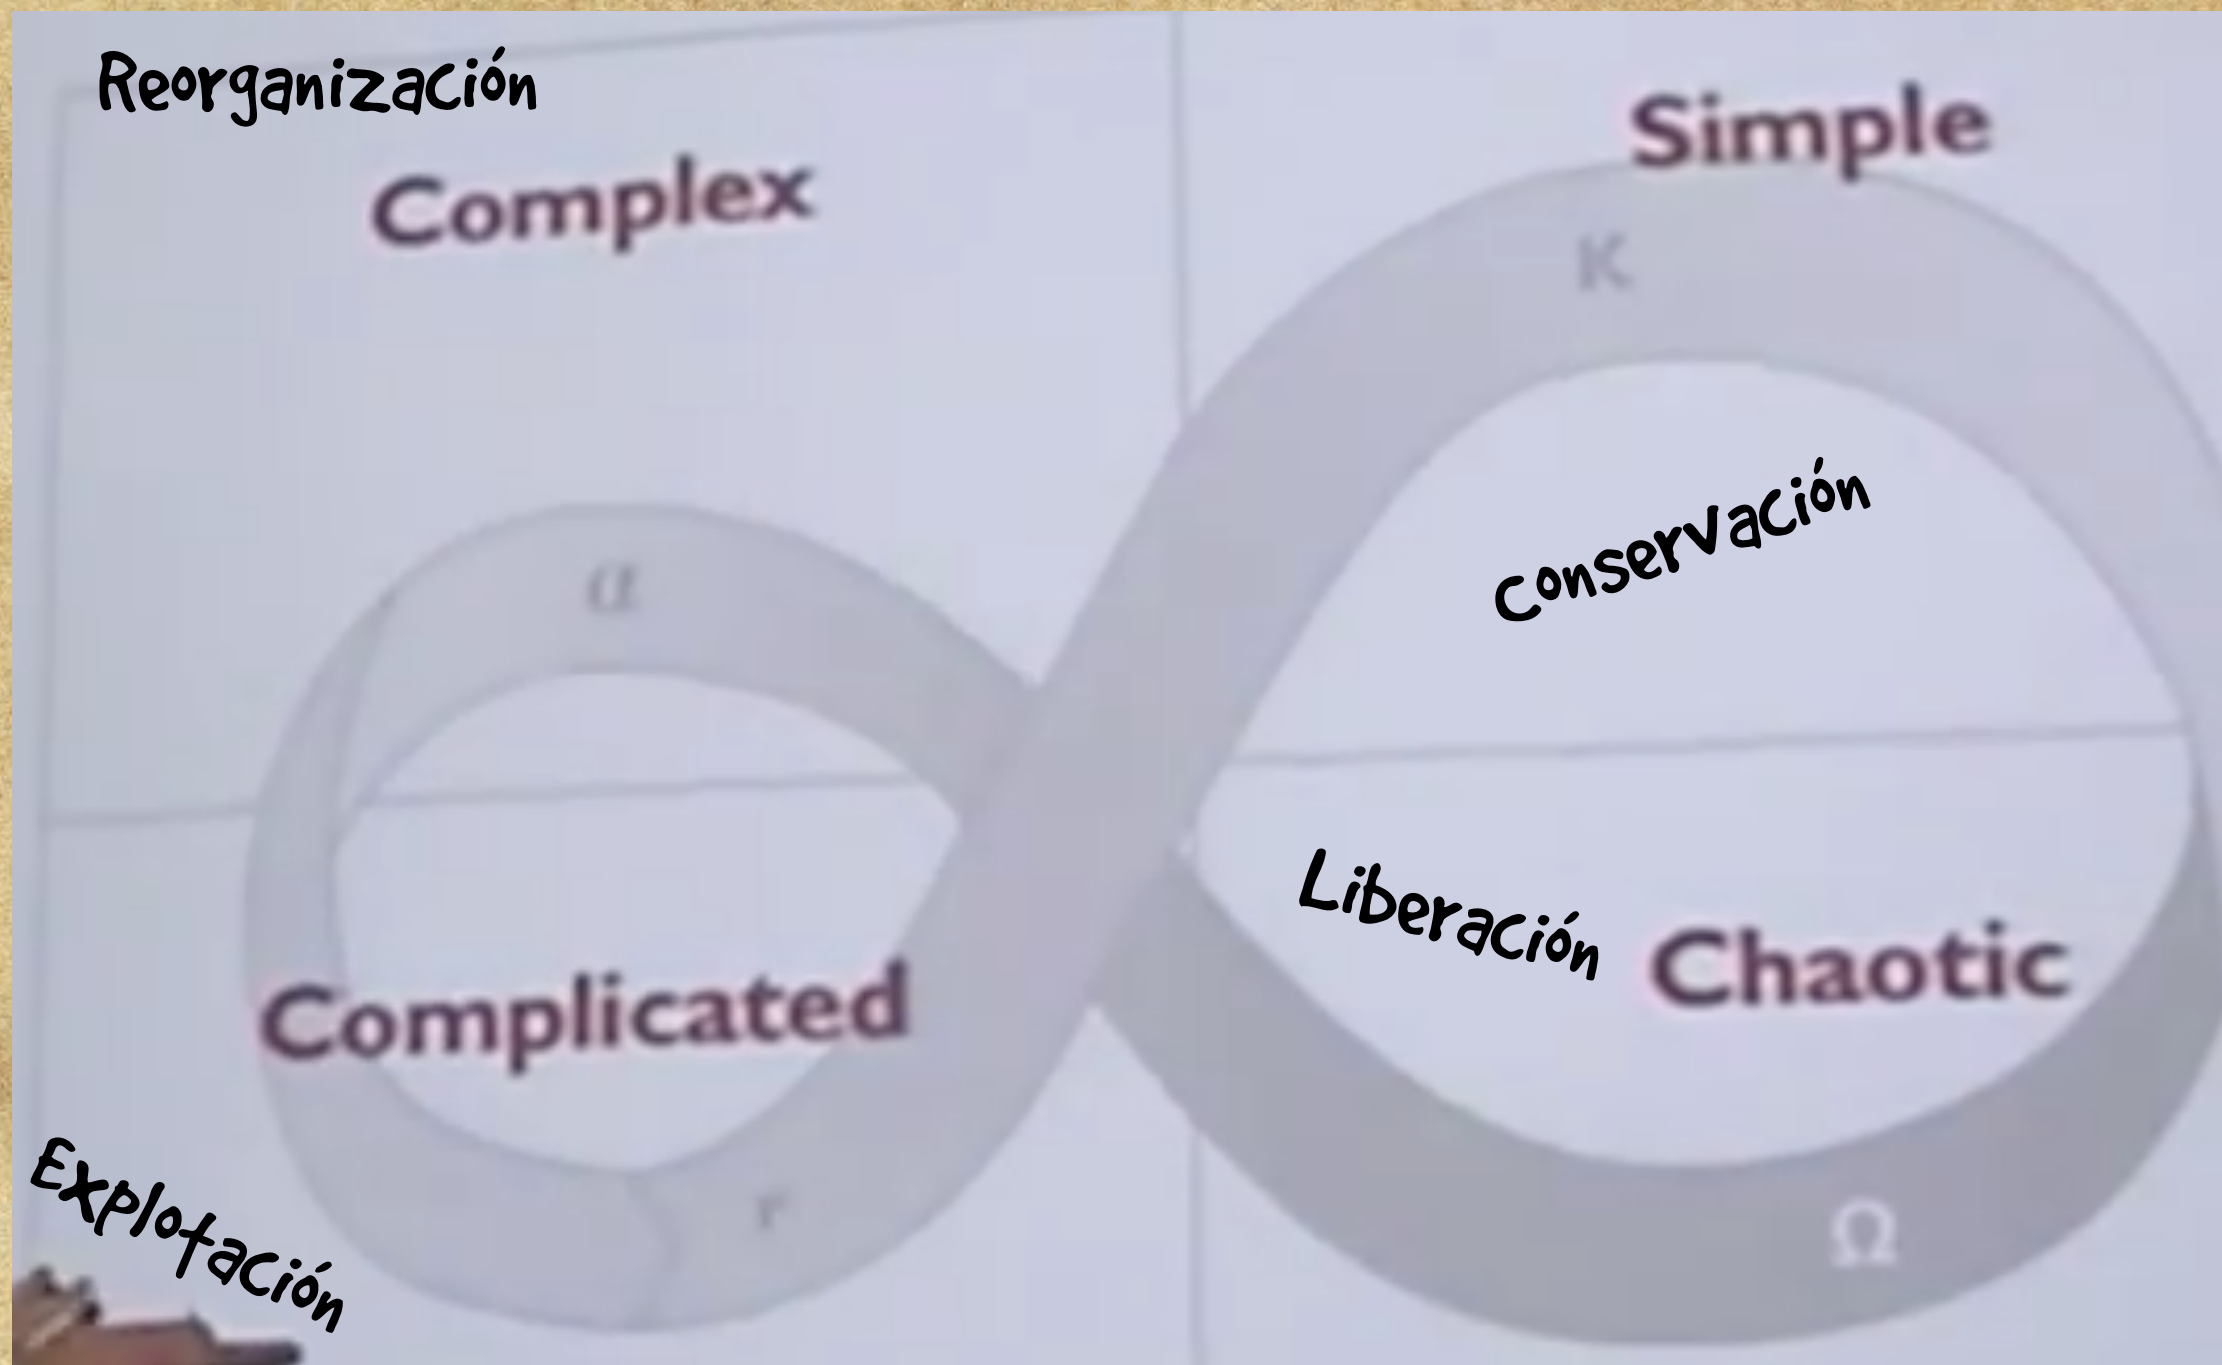 Reorganización
Complex
Simple
K
Conservación
α
Liberación
Chaotic
Complicated
Explotación
r
Ω